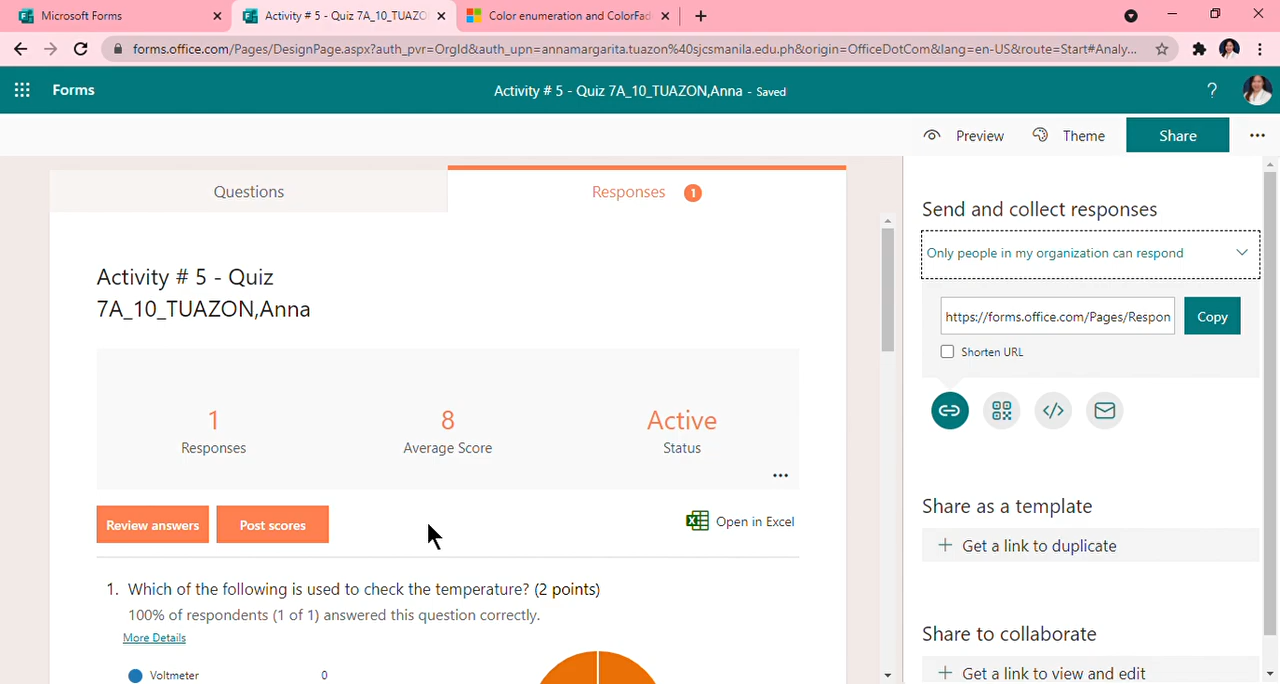 Microsoft Forms
Activity # 5 - Quiz 7A_10_TUAZO
Color enumeration and ColorFad
forms.office.com/Pages/DesignPage.aspx?auth_pvr=OrgId&auth_upn=annamargarita.tuazon%40sjcsmanila.edu.ph&origin=OfficeDotCom&lang=en-US&route=Start#Analy...
Forms
Activity # 5 - Quiz 7A_10_TUAZON,Anna - Saved
?
Preview
Theme
Share
Questions
Responses 1
Send and collect responses
Only people in my organization can respond
https://forms.office.com/Pages/Respon
Copy
Shorten URL
Activity # 5 - Quiz
7A_10_TUAZON,Anna
1
Responses
8
Average Score
Active
Status
Review answers
Post scores
Open in Excel
Share as a template
Get a link to duplicate
1. Which of the following is used to check the temperature? (2 points)
100% of respondents (1 of 1) answered this question correctly.
More Details
Voltmeter 0
Share to collaborate
Get a link to view and edit